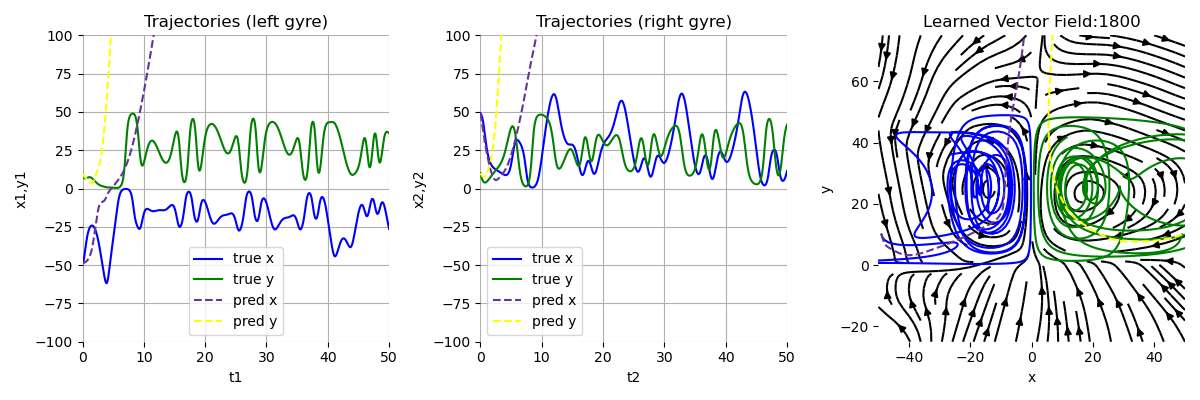 Trajectories (left gyre)
100
75
50
25
0
−25
−50
−75
−100
0
10
20
30
40
50
x1,y1
t1
true x
true y
pred x
pred y
Trajectories (right gyre)
100
75
50
25
0
−25
−50
−75
−100
0
10
20
30
40
50
x2,y2
t2
true x
true y
pred x
pred y
Learned Vector Field:1800
60
40
20
0
−20
−40
−20
0
20
40
y
x